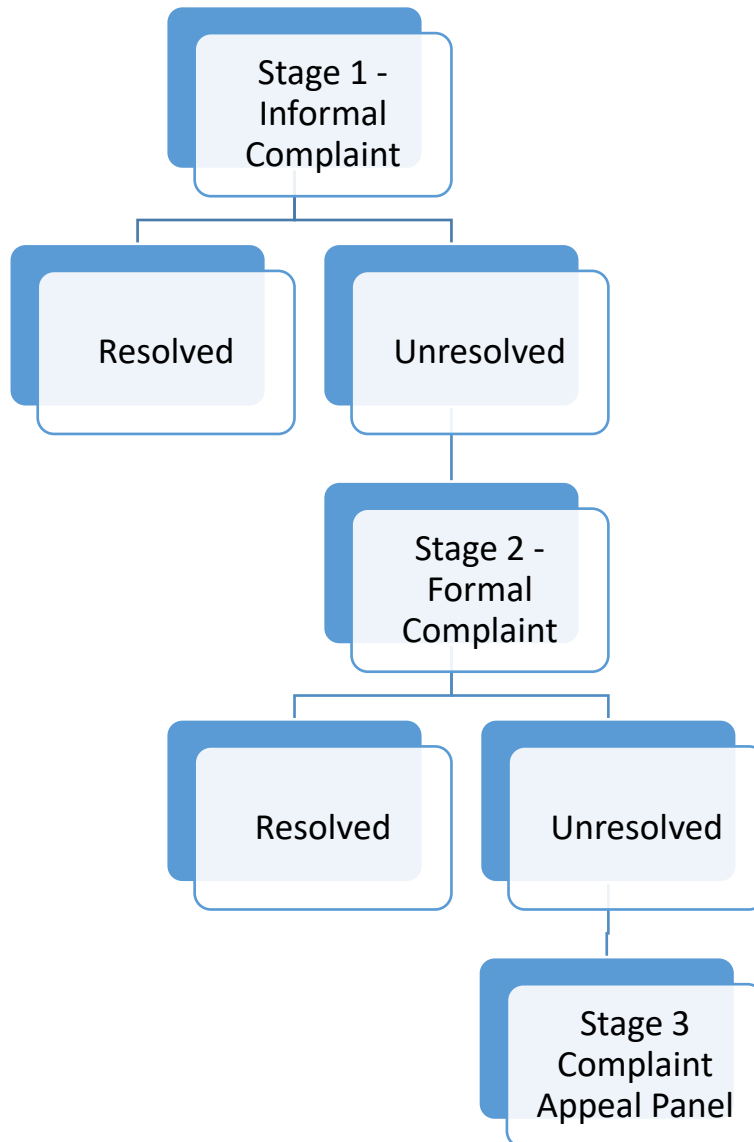 Stage 1 -
Informal
Complaint
Resolved
Unresolved
Stage 2 -
Formal
Complaint
Resolved
Unresolved
Stage 3
Complaint
Appeal Panel